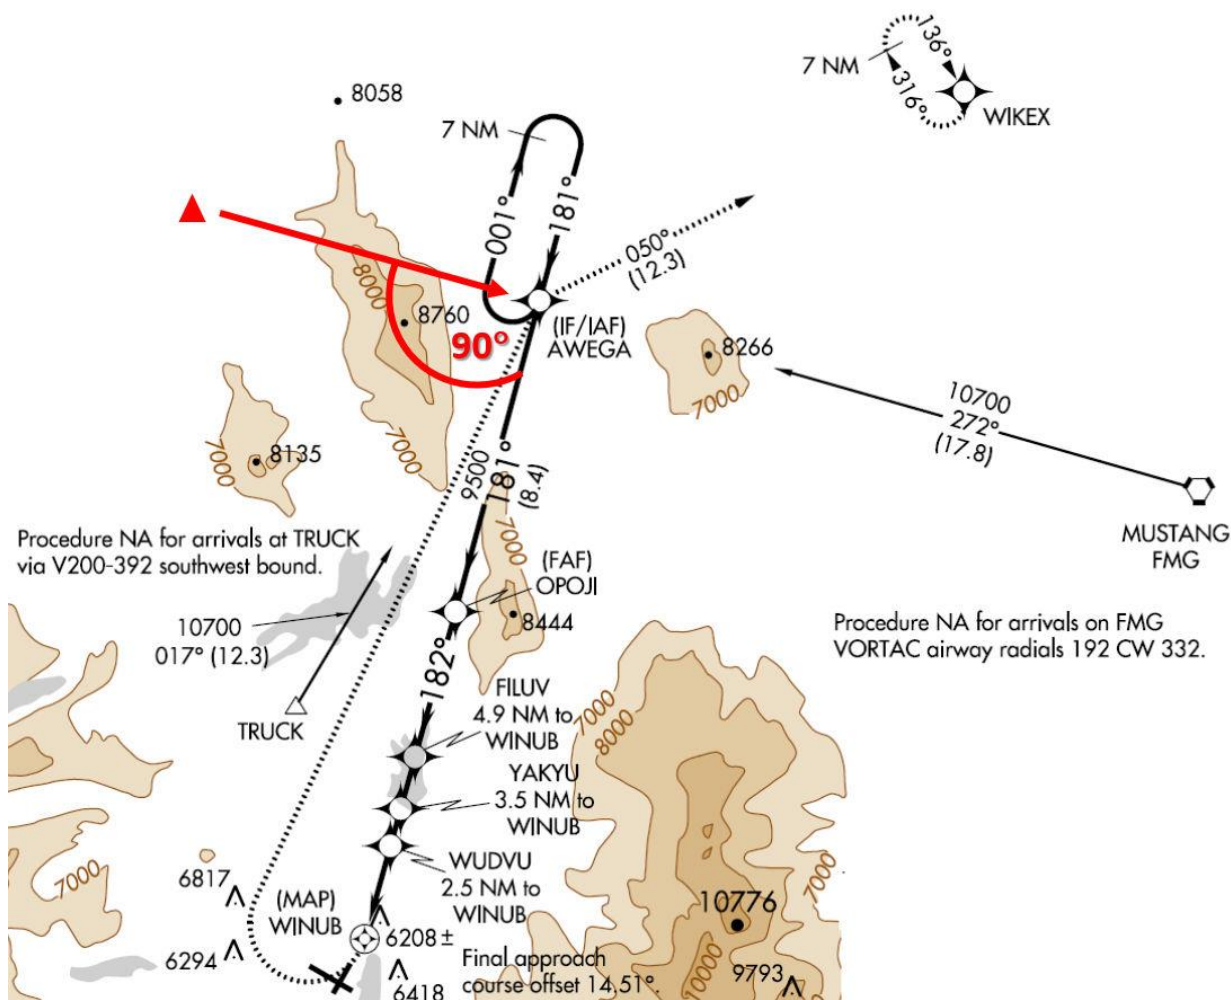 136°
7 NM
316°
WIKEX
8058
7 NM
001°
181°
050°
(12.3)
8000
8760
90°
(IF/IAF)
AWEGA
8266
7000
10700
272°
(17.8)
7000
8135
7000
9500
181°
(8.4)
MUSTANG
FMG
Procedure NA for arrivals at TRUCK
via V200-392 southwest bound.
7000
(FAF)
OPOJI
10700
017° (12.3)
8444
Procedure NA for arrivals on FMG
VORTAC airway radials 192 CW 332.
182°
TRUCK
FILUV
4.9 NM to
WINUB
7000
8000
YAKYU
3.5 NM to
WINUB
WUDVU
2.5 NM to
WINUB
7000
6817
7000
(MAP)
WINUB
10776
6208±
6294
Final approach
course offset 14.51°.
6418
10000
9793